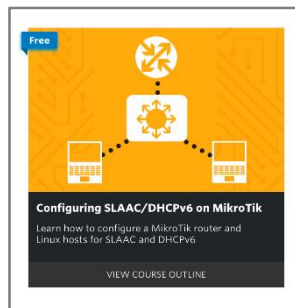 Free
Configuring SLAAC/DHCPv6 on MikroTik
Learn how to configure a MikroTik router and
Linux hosts for SLAAC and DHCPv6
VIEW COURSE OUTLINE